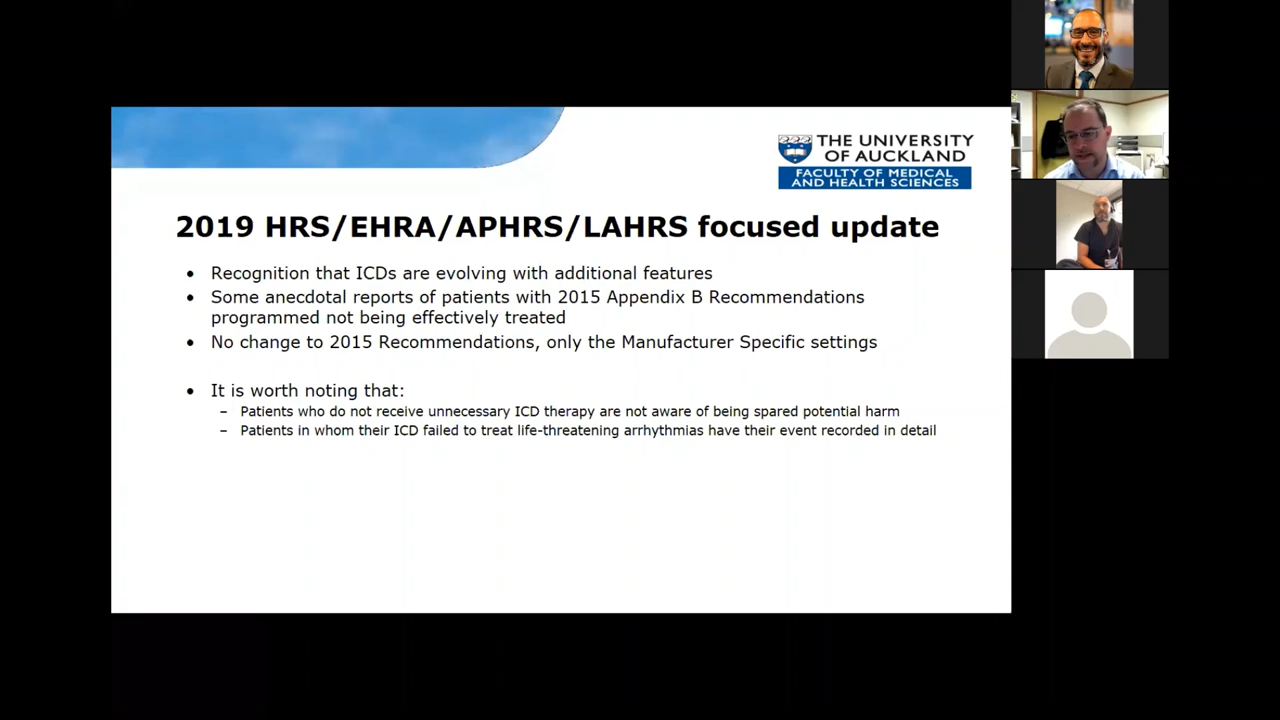 THE UNIVERSITY
OF AUCKLAND
FACULTY OF MEDICAL
AND HEALTH SCIENCES
2019 HRS/EHRA/APHRS/LAHRS focused update
• Recognition that ICDs are evolving with additional features
• Some anecdotal reports of patients with 2015 Appendix B Recommendations
programmed not being effectively treated
• No change to 2015 Recommendations, only the Manufacturer Specific settings
• It is worth noting that:
– Patients who do not receive unnecessary ICD therapy are not aware of being spared potential harm
– Patients in whom their ICD failed to treat life-threatening arrhythmias have their event recorded in detail